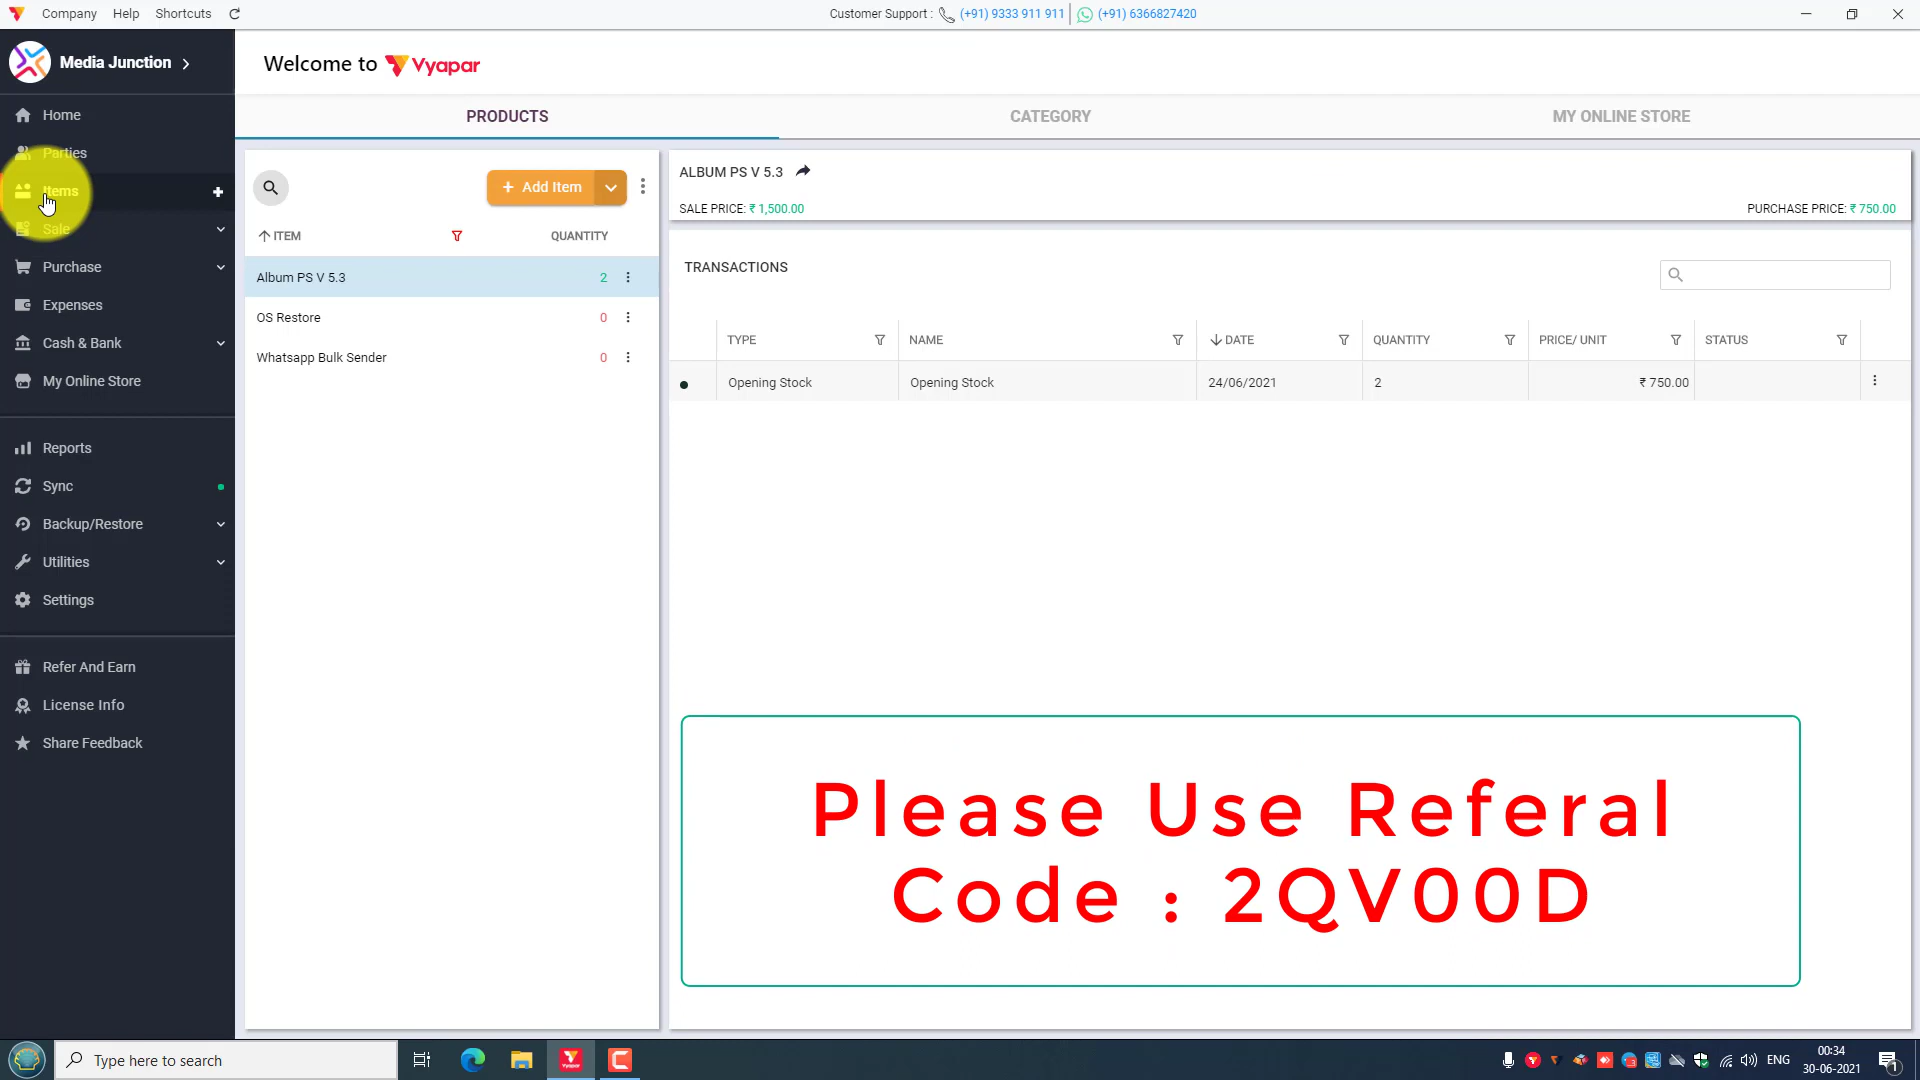 Company Help Shortcuts
Customer Support : (+91) 9333 911 911 (+91) 6366827420
Media Junction
Welcome to Vyapar
Home
Parties
Items
Sale
Purchase
Expenses
Cash & Bank
My Online Store
Reports
Sync
Backup/Restore
Utilities
Settings
Refer And Earn
License Info
Share Feedback
PRODUCTS CATEGORY MY ONLINE STORE
+ Add Item
ITEM QUANTITY
Album PS V 5.3 2
OS Restore 0
Whatsapp Bulk Sender 0
ALBUM PS V 5.3
SALE PRICE: ₹ 1,500.00 PURCHASE PRICE: ₹ 750.00
TRANSACTIONS
TYPE NAME DATE QUANTITY PRICE/ UNIT STATUS
Opening Stock Opening Stock 24/06/2021 2 ₹ 750.00
Please Use Referal
Code : 2QV00D
Type here to search
Vyapar
ENG
00:34
30-06-2021
1